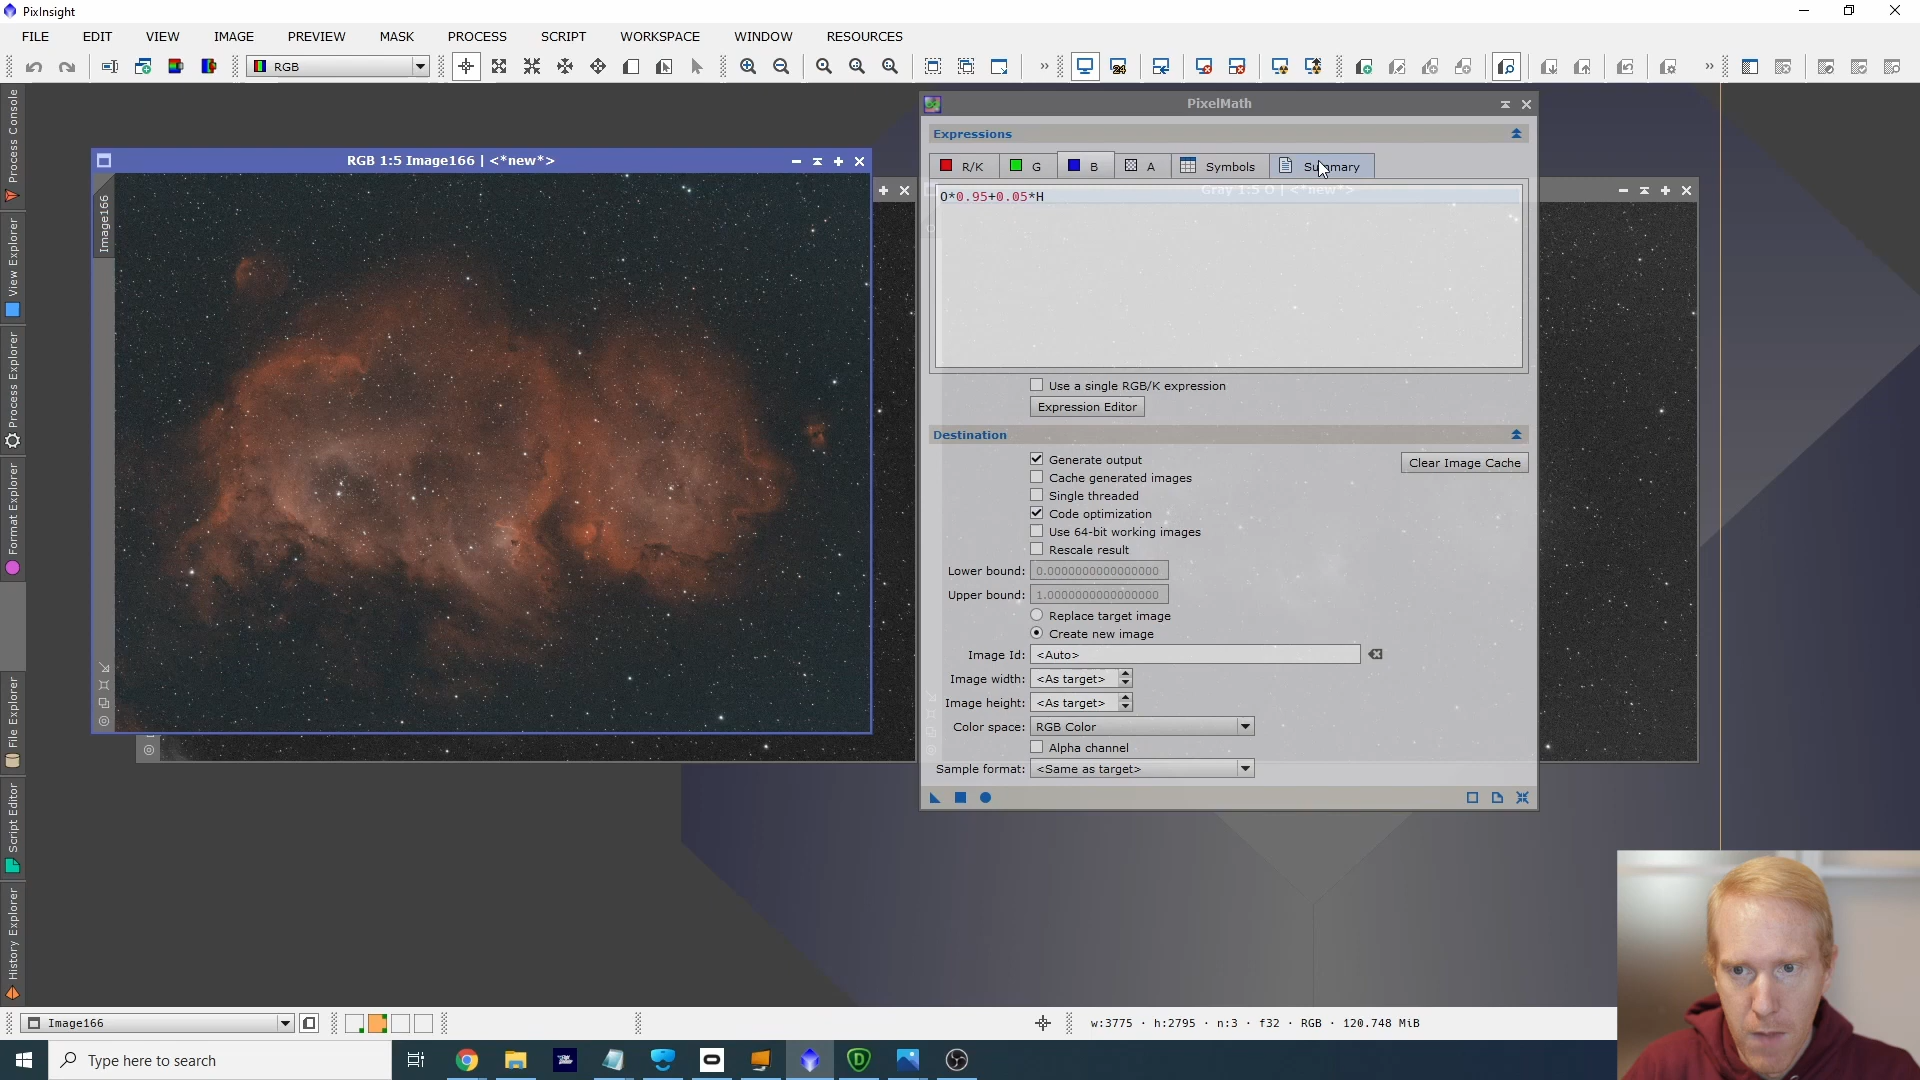 PixInsight
FILE EDIT VIEW IMAGE PREVIEW MASK PROCESS SCRIPT WORKSPACE WINDOW RESOURCES
RGB
24
Process Console
View Explorer
Process Explorer
Format Explorer
File Explorer
Script Editor
History Explorer
RGB 1:5 Image166 | <*new*>
Image166
PixelMath
Expressions
R/K G B A Symbols Summary
Gray 1:5 O | <*new*>
O*0.95+0.05*H
Use a single RGB/K expression
Expression Editor
Destination
Generate output
Clear Image Cache
Cache generated images
Single threaded
Code optimization
Use 64-bit working images
Rescale result
Lower bound: 0.0000000000000000
Upper bound: 1.0000000000000000
Replace target image
Create new image
Image Id: <Auto>
Image width: <As target>
Image height: <As target>
Color space: RGB Color
Alpha channel
Sample format: <Same as target>
Image166
w:3775 · h:2795 · n:3 · f32 · RGB · 120.748 MiB
Type here to search